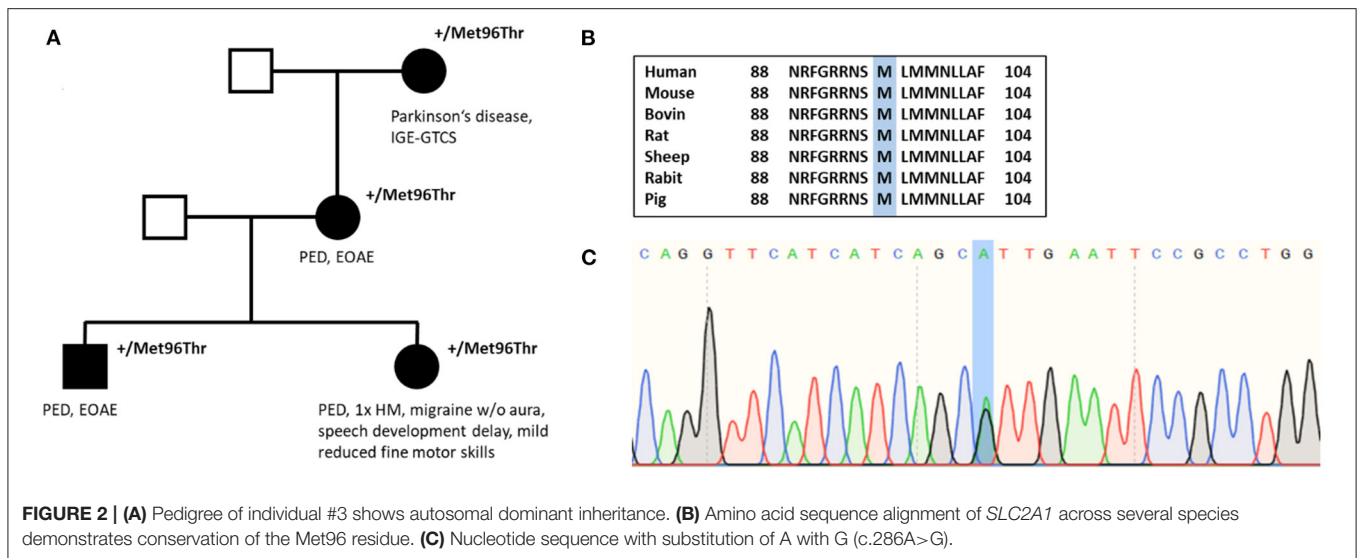 A
+/Met96Thr
Parkinson‘s disease,
IGE-GTCS
+/Met96Thr
PED, EOAE
+/Met96Thr
PED, EOAE
+/Met96Thr
PED, 1x HM, migraine w/o aura,
speech development delay, mild
reduced fine motor skills
B
Human 88 NRFGRRNS M LMMNLLAF 104
Mouse 88 NRFGRRNS M LMMNLLAF 104
Bovin 88 NRFGRRNS M LMMNLLAF 104
Rat 88 NRFGRRNS M LMMNLLAF 104
Sheep 88 NRFGRRNS M LMMNLLAF 104
Rabit 88 NRFGRRNS M LMMNLLAF 104
Pig 88 NRFGRRNS M LMMNLLAF 104
C
C A G G T T C A T C A T C A G C A T T G A A T T C C G C C T G G
FIGURE 2 | (A) Pedigree of individual #3 shows autosomal dominant inheritance. (B) Amino acid sequence alignment of SLC2A1 across several species
demonstrates conservation of the Met96 residue. (C) Nucleotide sequence with substitution of A with G (c.286A>G).